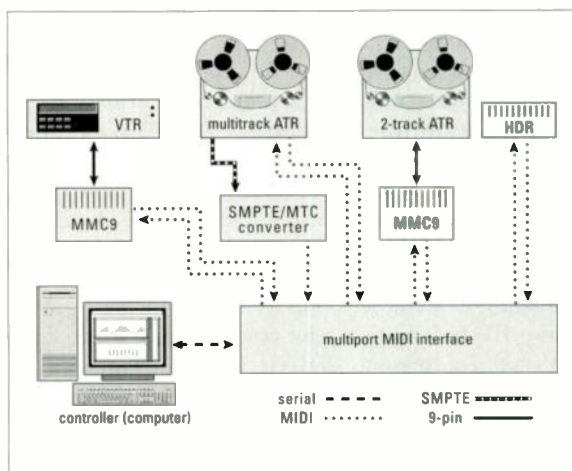 VTR
multitrack ATR
2-track ATR
HDR
MMC9
SMPTE/MTC
converter
MMC9
multiport MIDI interface
controller (computer)
serial
SMPTE
MIDI
9-pin